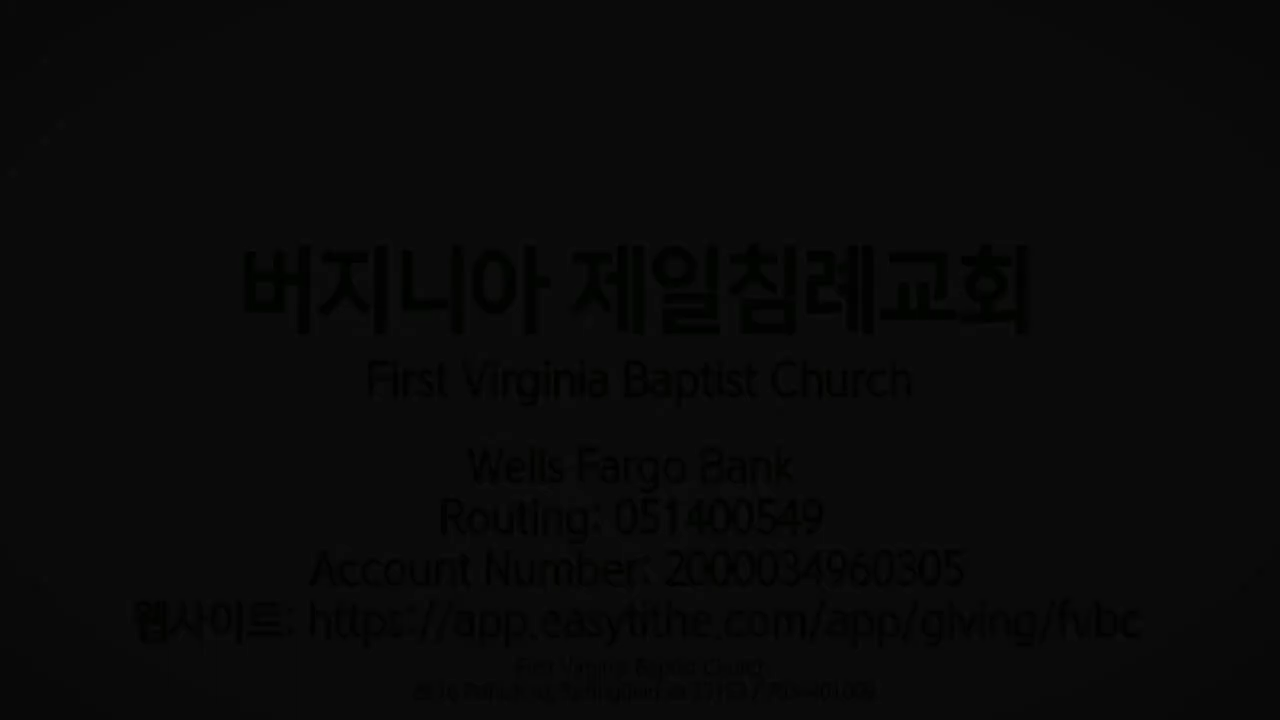 버지니아 제일침례교회
First Virginia Baptist Church
Wells Fargo Bank
Routing: 051400549
Account Number: 2000034960305
웹사이트: https://app.easytithe.com/app/giving/fvbc
First Virginia Baptist Church